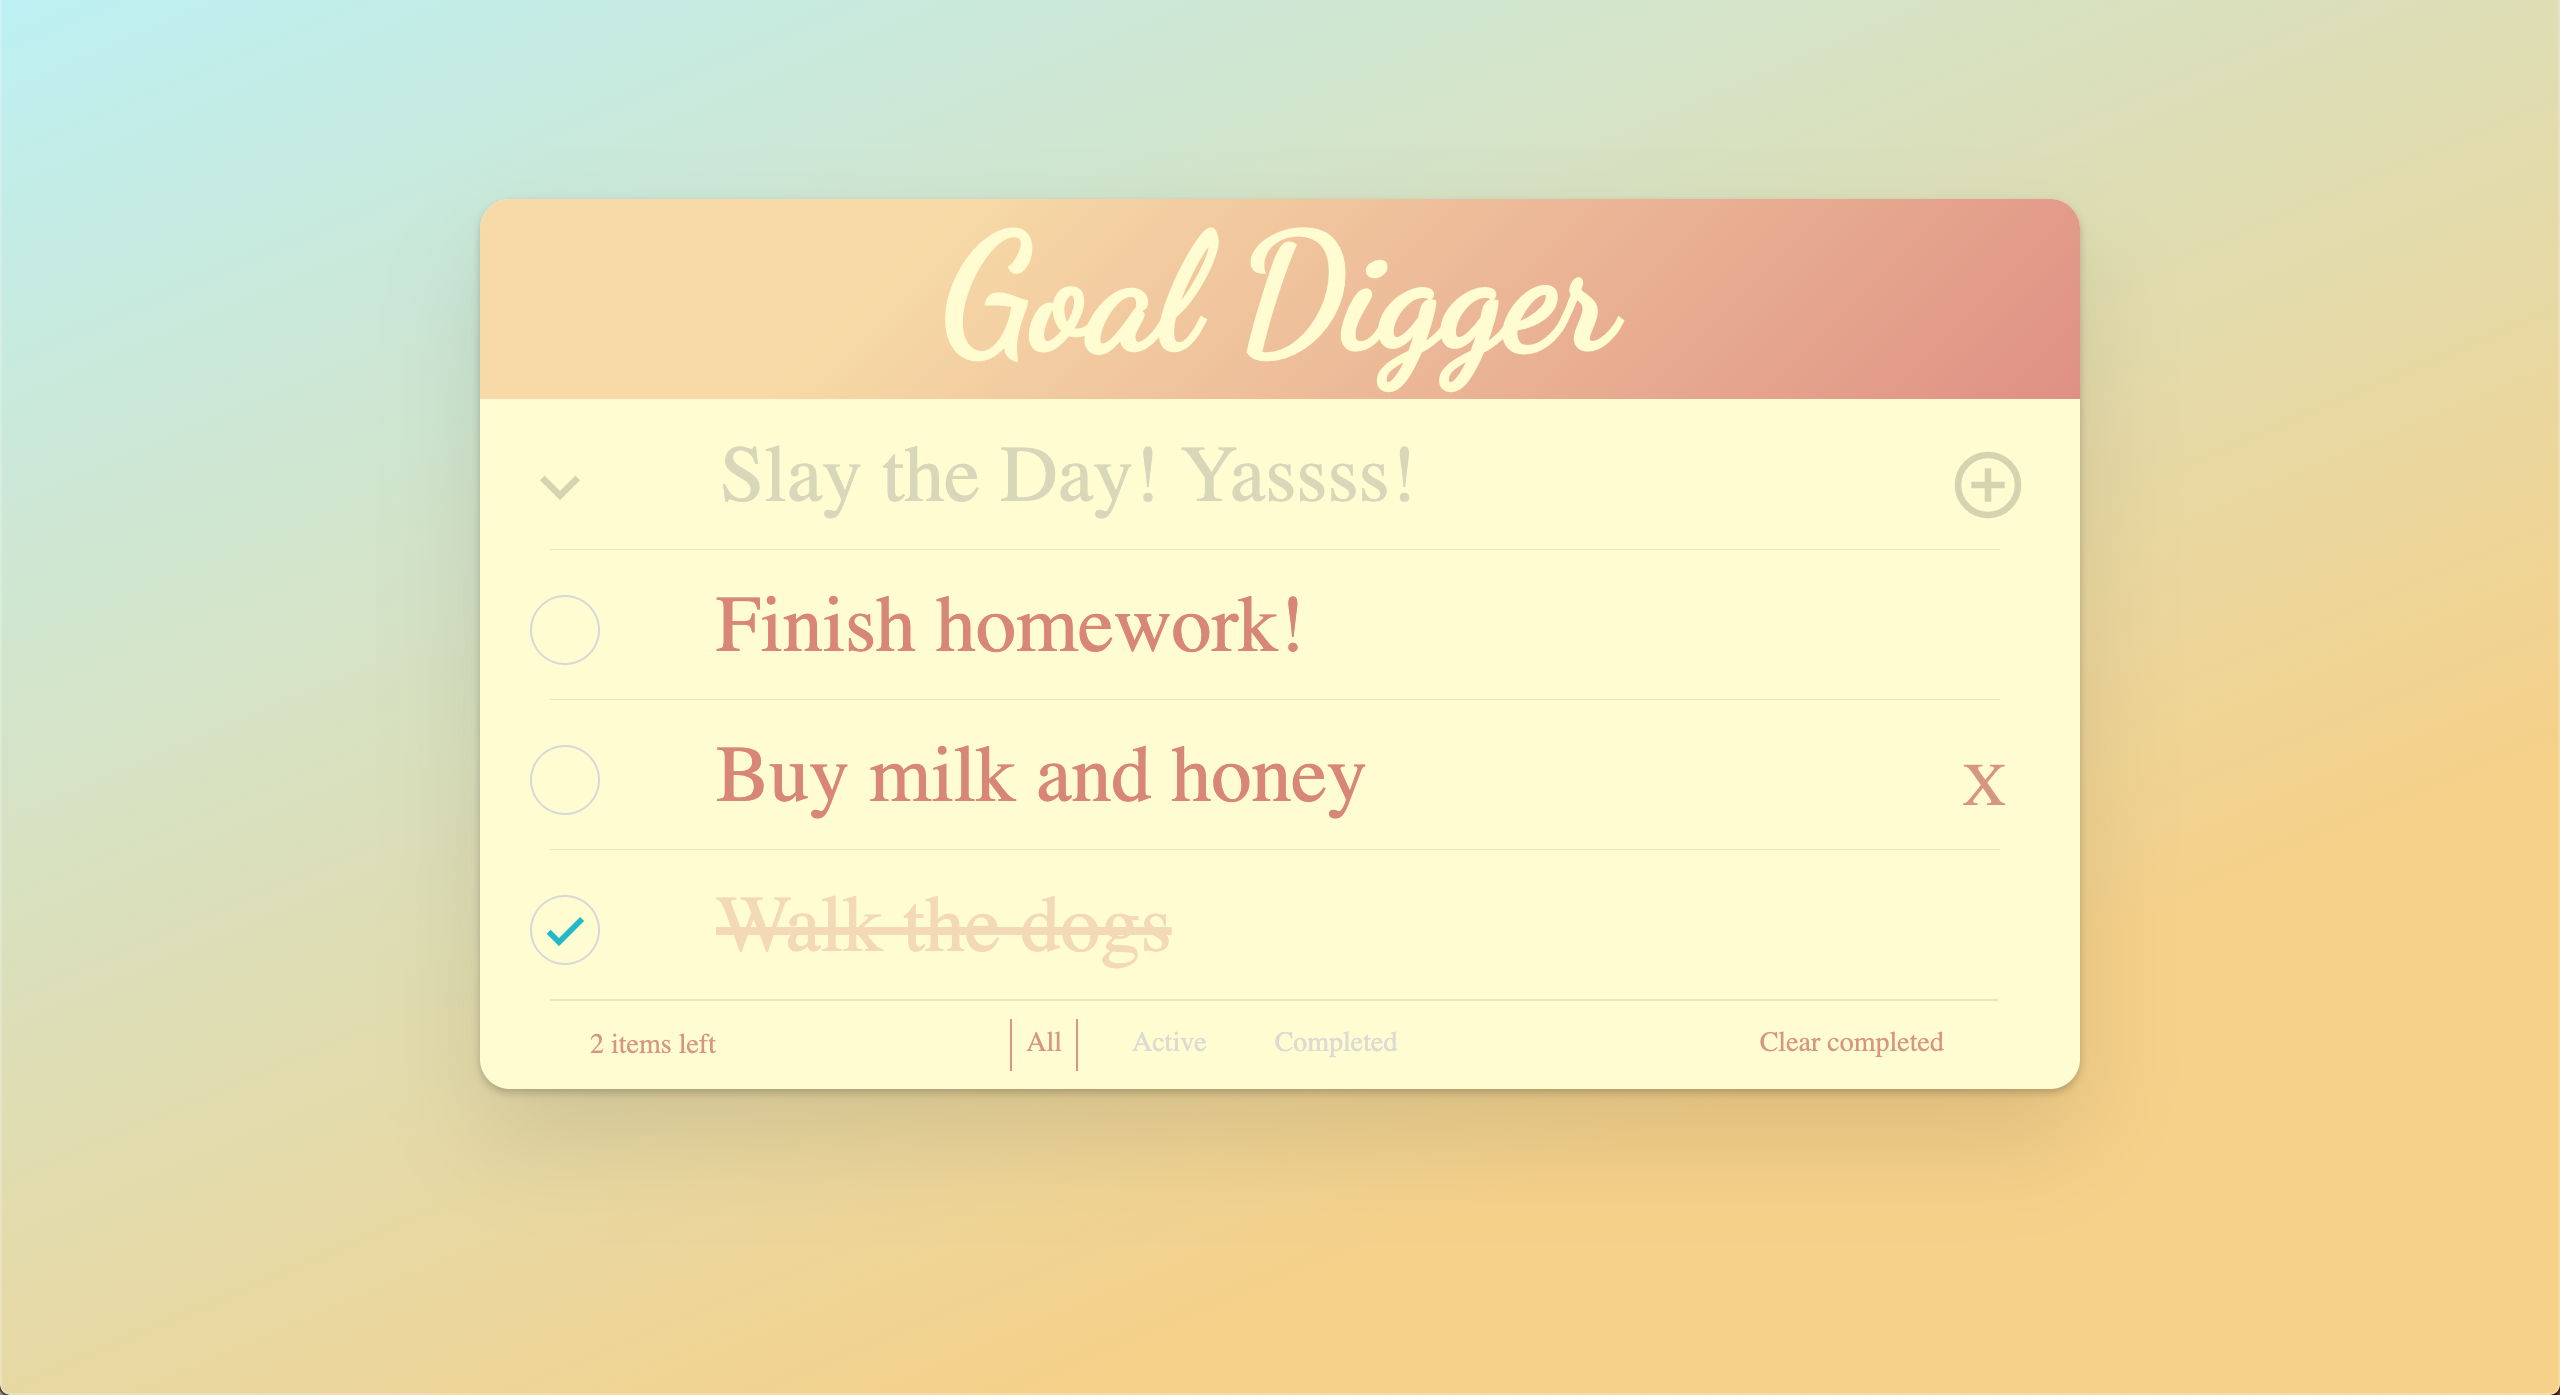 Goal Digger
Slay the Day! Yassss!
Finish homework!
Buy milk and honey
x
Walk the dogs
2 items left
All
Active
Completed
Clear completed